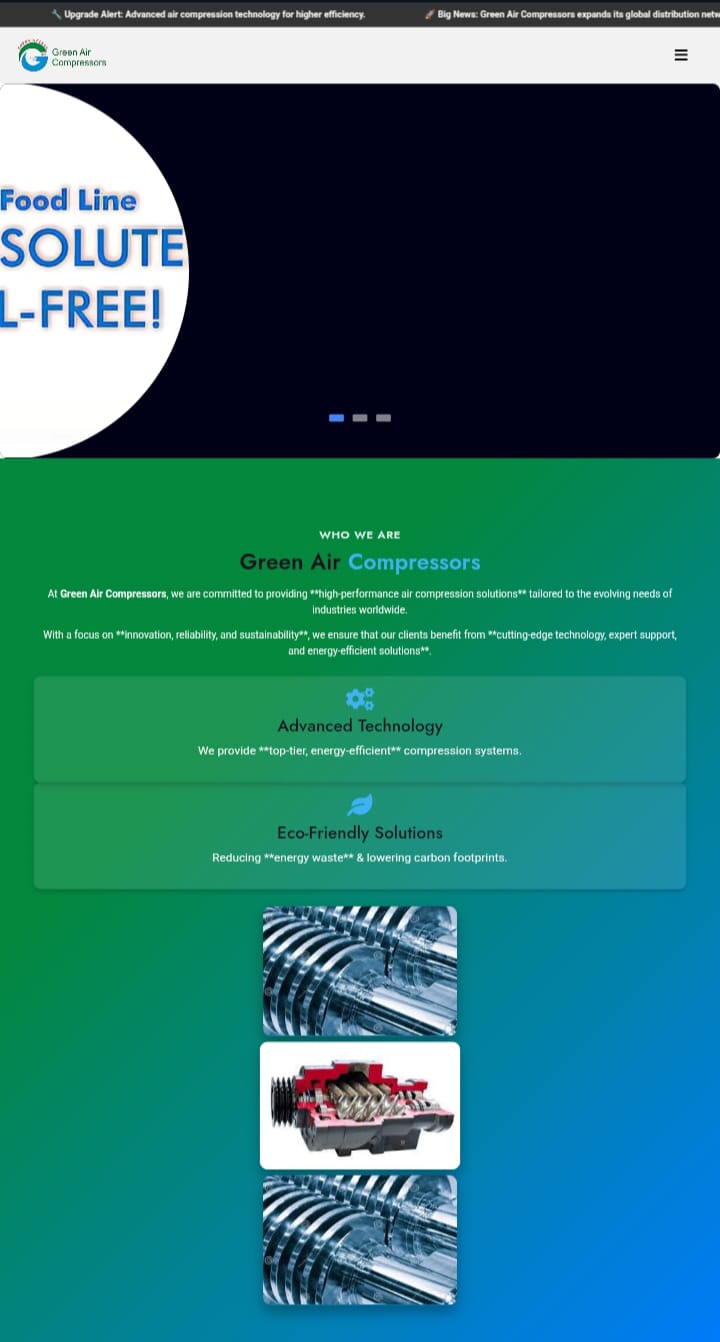 🔧 Upgrade Alert: Advanced air compression technology for higher efficiency. 🚀 Big News: Green Air Compressors expands its global distribution netw
Green Air
Compressors
Food Line
SOLUTE
L-FREE!
WHO WE ARE
Green Air Compressors
At Green Air Compressors, we are committed to providing **high-performance air compression solutions** tailored to the evolving needs of
industries worldwide.
With a focus on **innovation, reliability, and sustainability**, we ensure that our clients benefit from **cutting-edge technology, expert support,
and energy-efficient solutions**.
Advanced Technology
We provide **top-tier, energy-efficient** compression systems.
Eco-Friendly Solutions
Reducing **energy waste** & lowering carbon footprints.